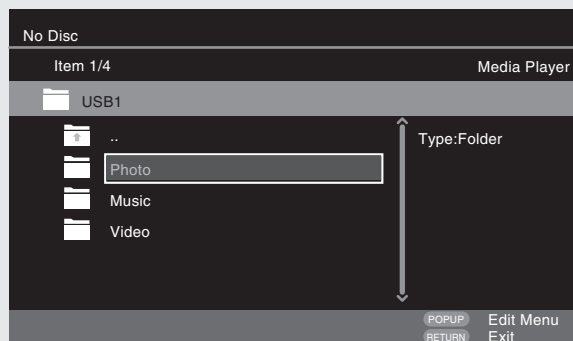 No Disc
Item 1/4
Media Player
USB1
..
Type:Folder
Photo
Music
Video
POPUP Edit Menu
RETURN Exit